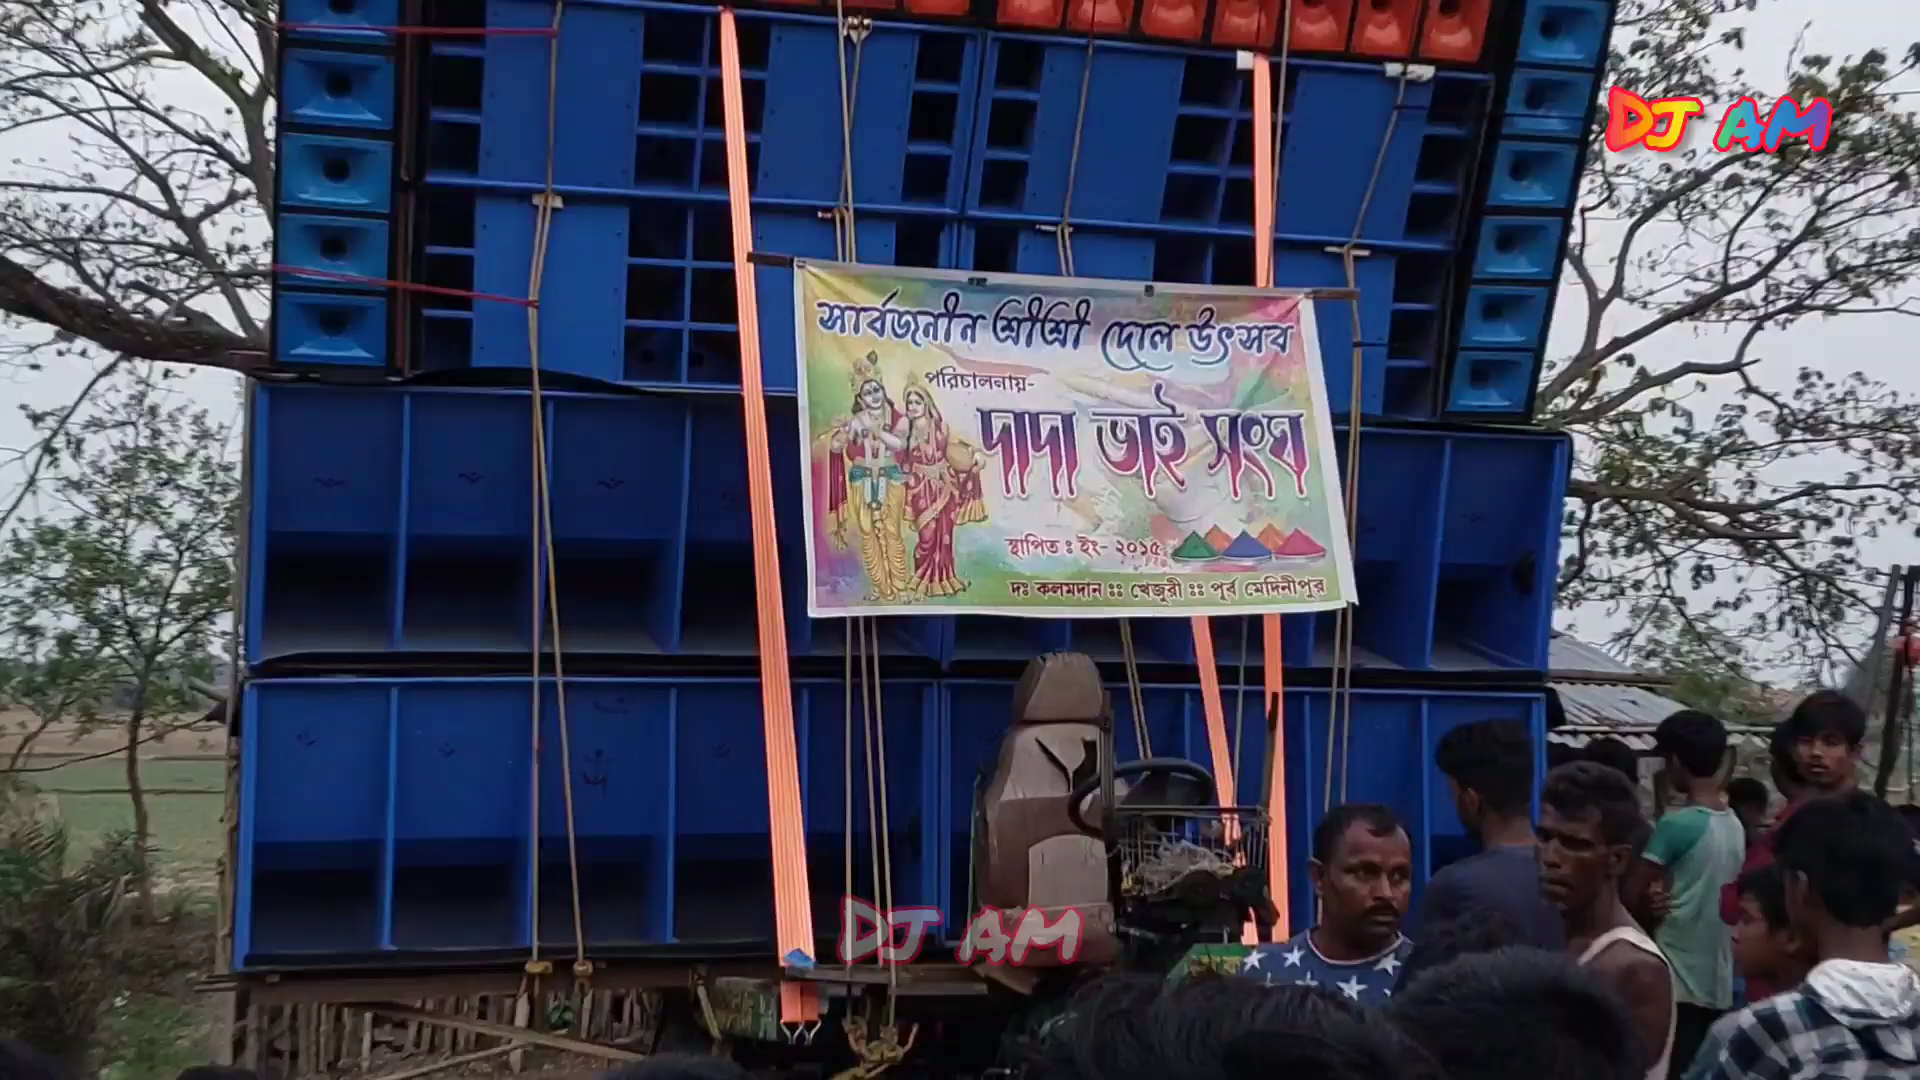 DJ AM
সার্বজনীন শ্রীশ্রী দোল উৎসব
পরিচালনায়-
দাদা ভাই সংঘ
স্থাপিত ঃ ইং- ২০১৫
দঃ কলমদান ঃঃ খেজুরী ঃঃ পূর্ব মেদিনীপুর
DJ AM